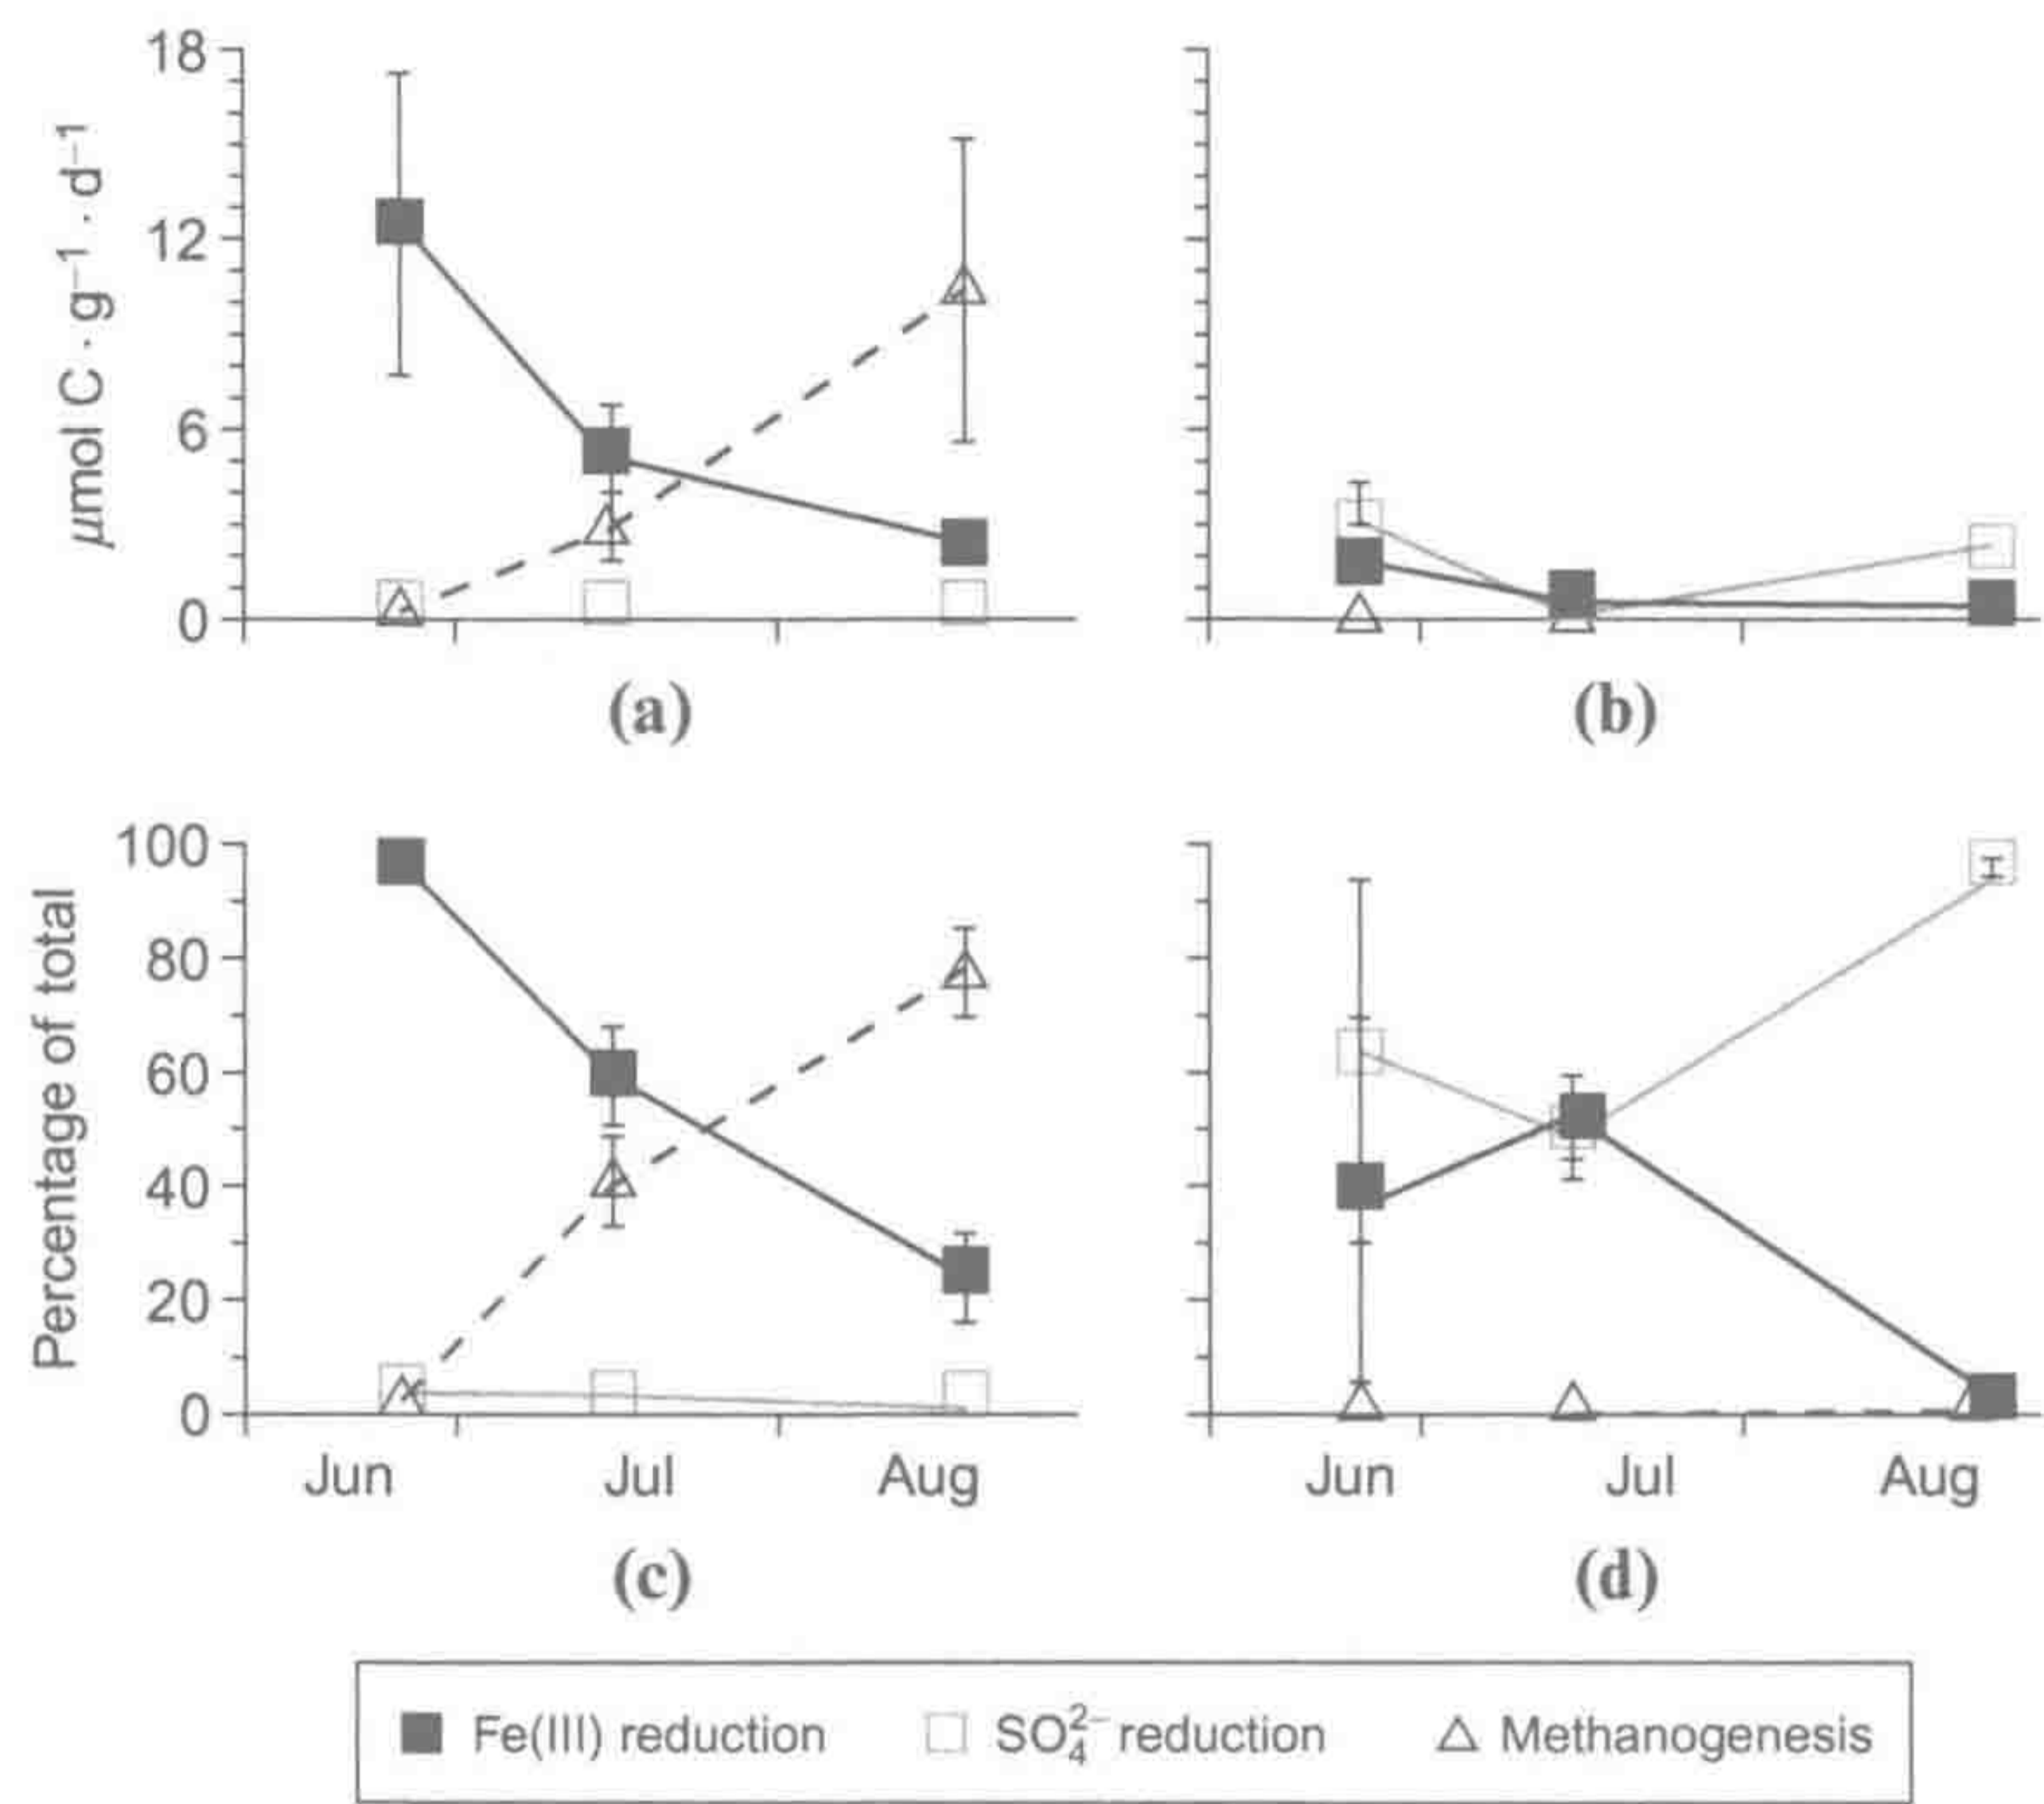 18
12
6
0
μmol C · g⁻¹ · d⁻¹
(a)
(b)
100
80
60
40
20
0
Percentage of total
Jun Jul Aug
Jun Jul Aug
(c)
(d)
Fe(III) reduction SO₄²⁻ reduction Methanogenesis